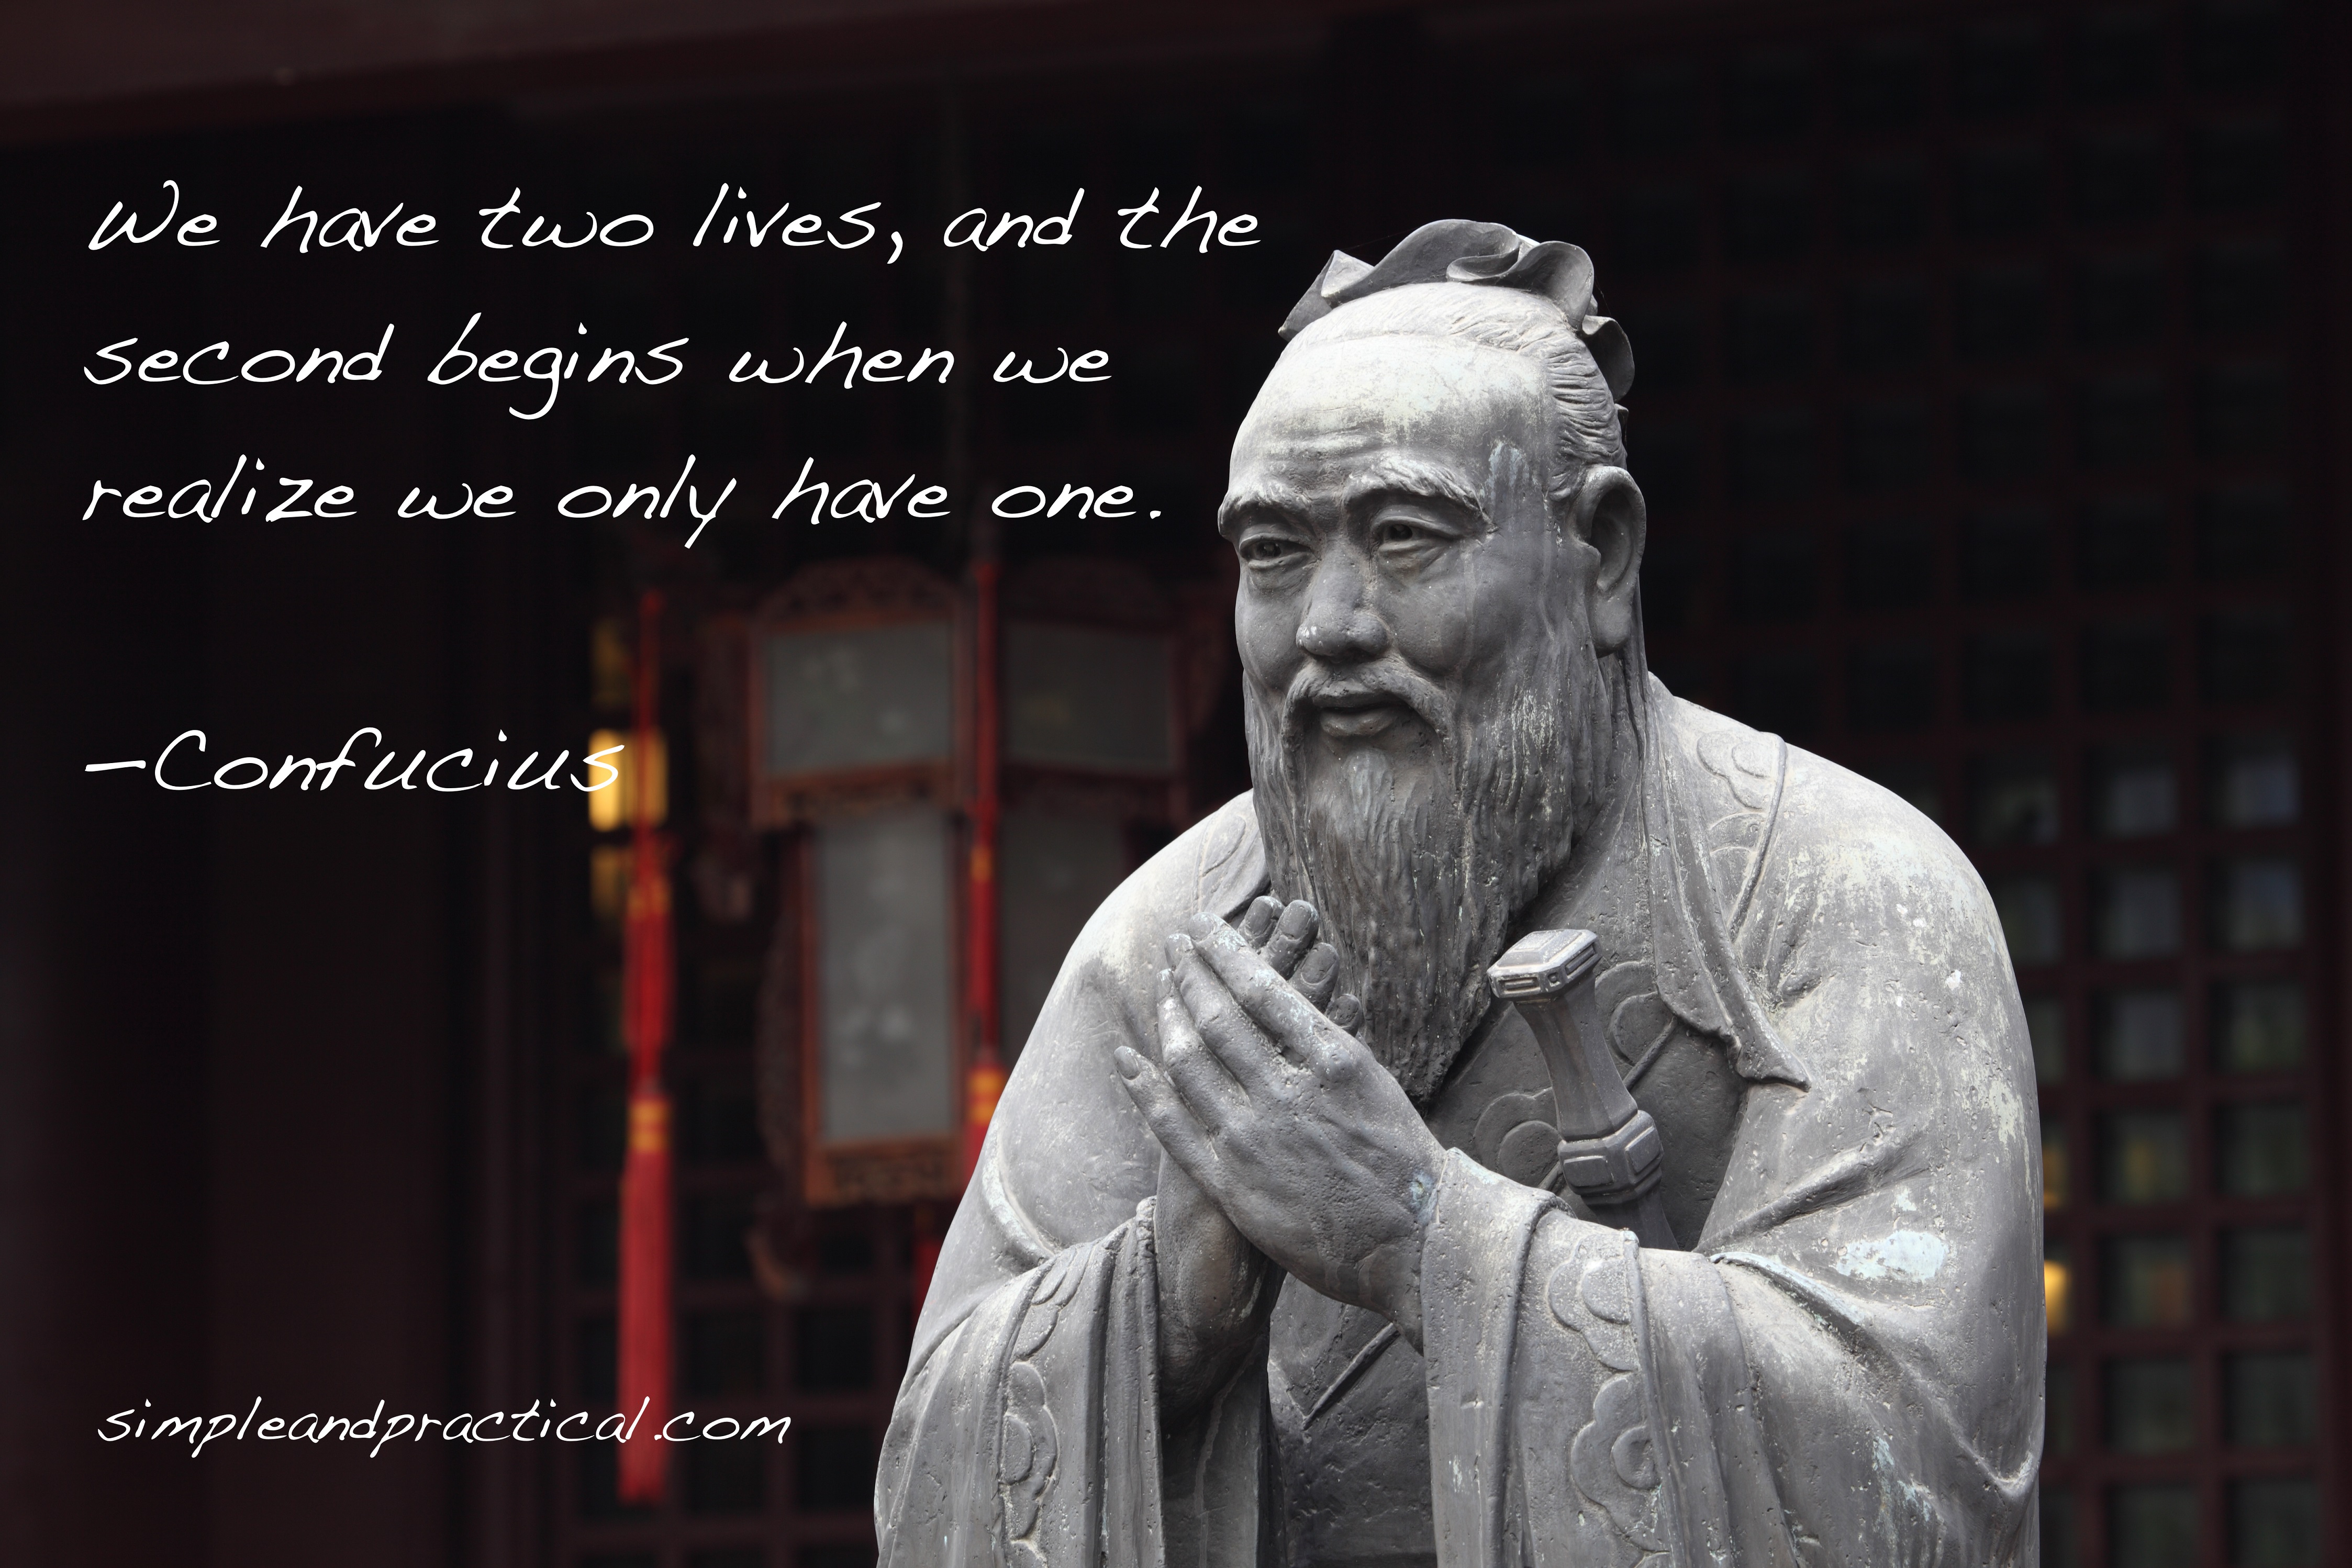 We have two lives, and the
second begins when we
realize we only have one.
-Confucius
simpleandpractical.com